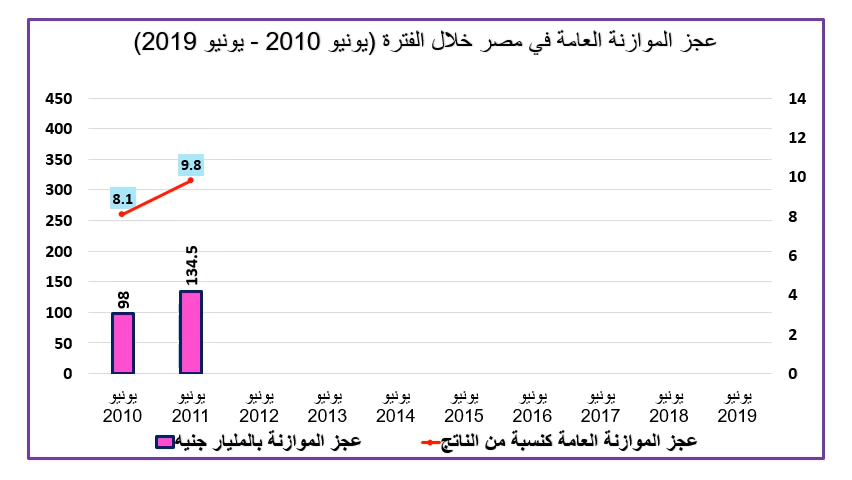 عجز الموازنة العامة في مصر خلال الفترة (يونيو 2010 - يونيو 2019)
450
400
350
300
250
200
150
100
50
0
14
12
10
8
6
4
2
0
8.1
9.8
98
134.5
يونيو 2010
يونيو 2011
يونيو 2012
يونيو 2013
يونيو 2014
يونيو 2015
يونيو 2016
يونيو 2017
يونيو 2018
يونيو 2019
عجز الموازنة العامة كنسبة من الناتج
عجز الموازنة بالمليار جنيه